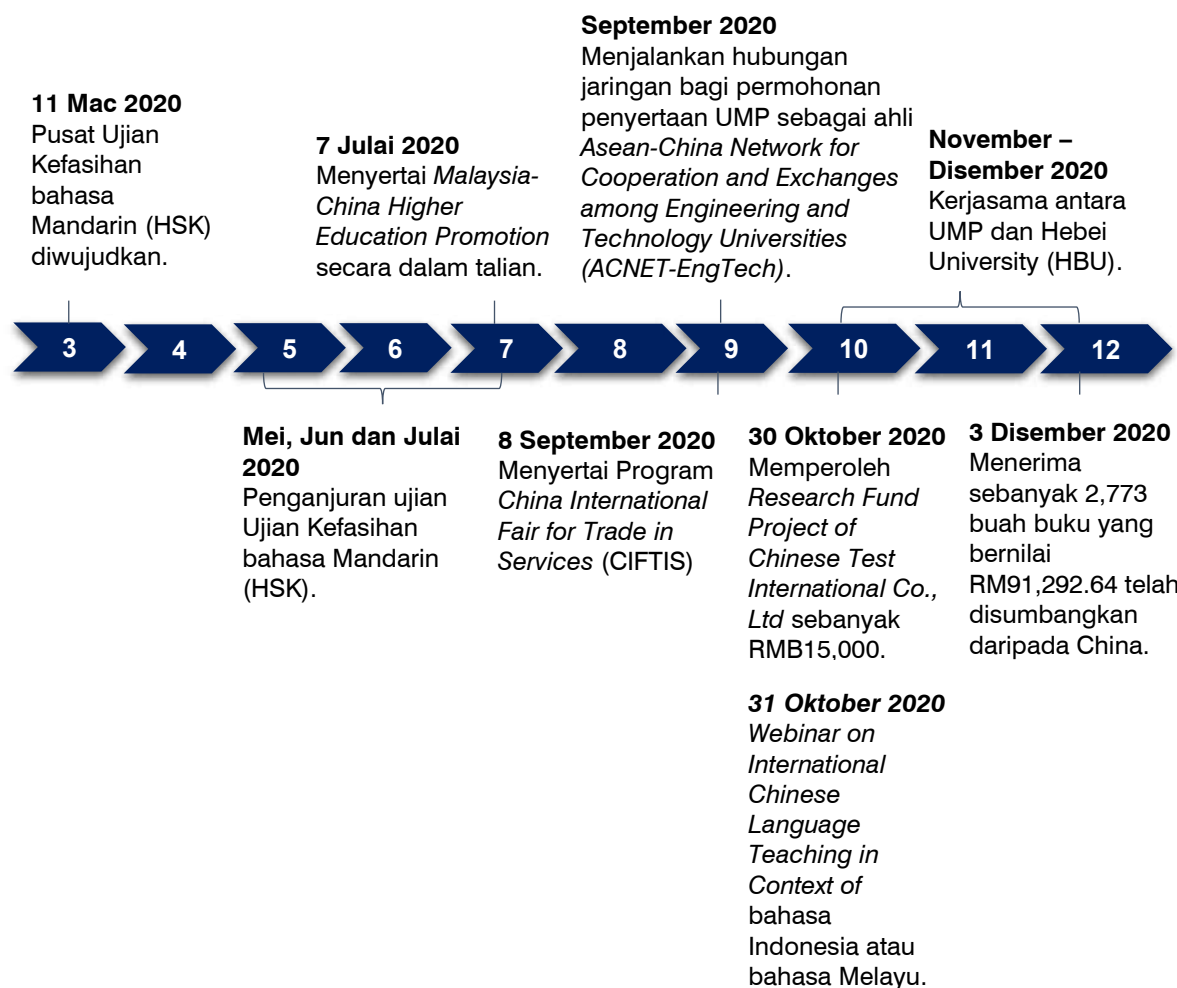 11 Mac 2020
Pusat Ujian
Kefasihan
bahasa
Mandarin (HSK)
diwujudkan.
7 Julai 2020
Menyertai Malaysia-
China Higher
Education Promotion
secara dalam talian.
September 2020
Menjalankan hubungan
jaringan bagi permohonan
penyertaan UMP sebagai ahli
Asean-China Network for
Cooperation and Exchanges
among Engineering and
Technology Universities
(ACNET-EngTech).
November –
Disember 2020
Kerjasama antara
UMP dan Hebei
University (HBU).
3 4 5 6 7 8 9 10 11 12
Mei, Jun dan Julai
2020
Penganjuran ujian
Ujian Kefasihan
bahasa Mandarin
(HSK).
8 September 2020
Menyertai Program
China International
Fair for Trade in
Services (CIFTIS)
30 Oktober 2020
Memperoleh
Research Fund
Project of
Chinese Test
International Co.,
Ltd sebanyak
RMB15,000.
31 Oktober 2020
Webinar on
International
Chinese
Language
Teaching in
Context of
bahasa
Indonesia atau
bahasa Melayu.
3 Disember 2020
Menerima
sebanyak 2,773
buah buku yang
bernilai
RM91,292.64 telah
disumbangkan
daripada China.